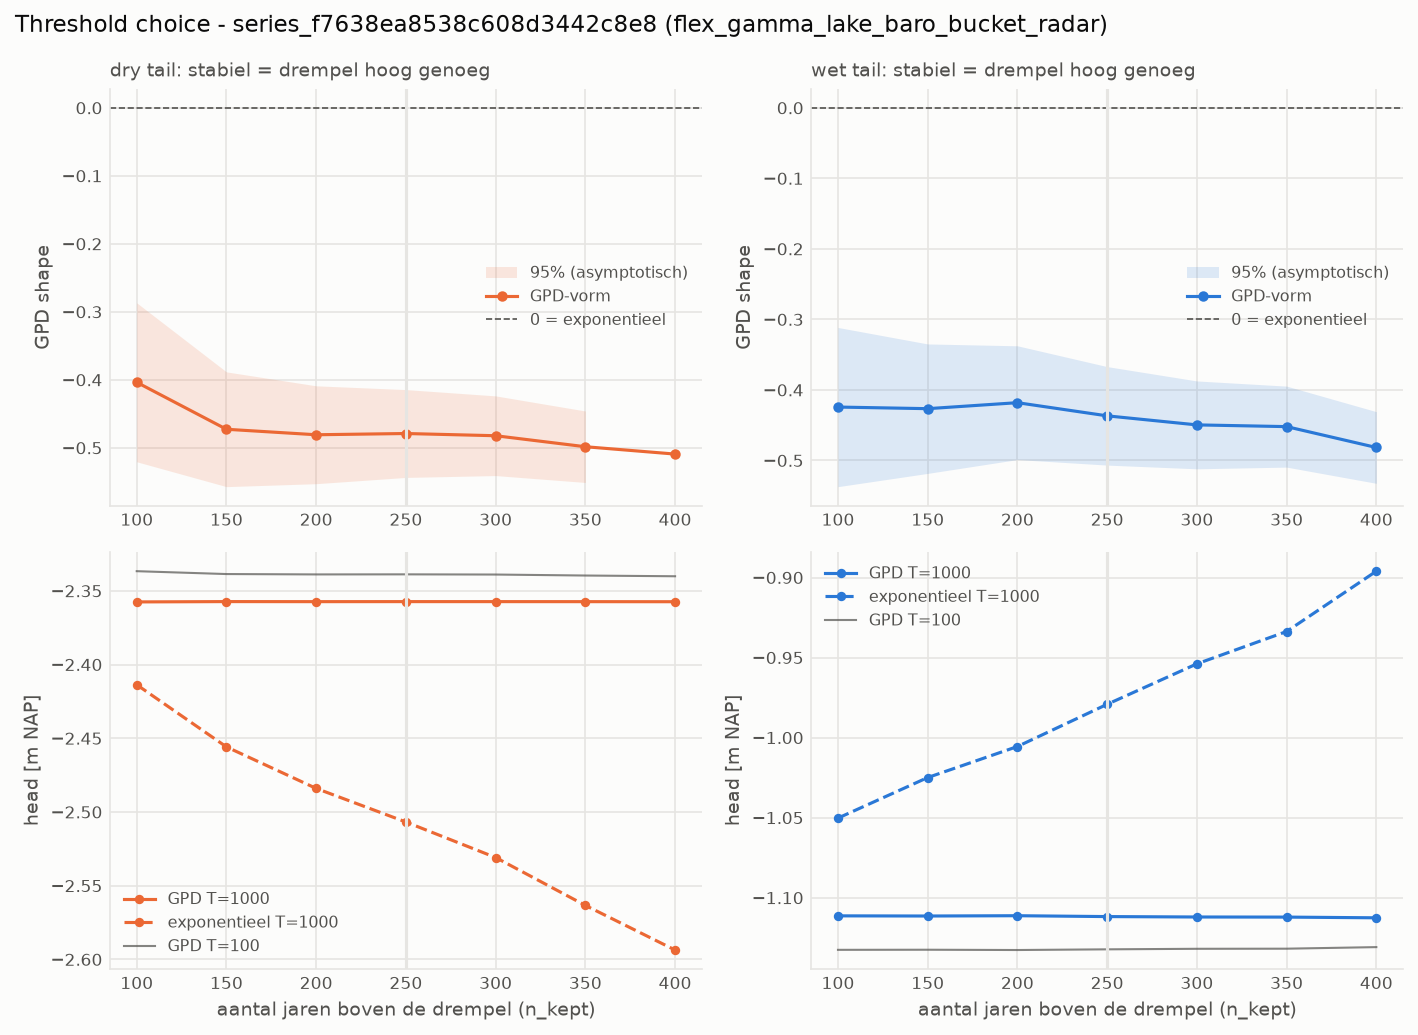 Threshold choice - series_f7638ea8538c608d3442c8e8 (flex_gamma_lake_baro_bucket_radar)
dry tail: stabiel = drempel hoog genoeg
0.0
−0.1
−0.2
−0.3
−0.4
−0.5
GPD shape
95% (asymptotisch)
GPD-vorm
0 = exponentieel
100 150 200 250 300 350 400
wet tail: stabiel = drempel hoog genoeg
0.0
−0.1
−0.2
−0.3
−0.4
−0.5
GPD shape
95% (asymptotisch)
GPD-vorm
0 = exponentieel
100 150 200 250 300 350 400
−2.35
−2.40
−2.45
−2.50
−2.55
−2.60
head [m NAP]
GPD T=1000
exponentieel T=1000
GPD T=100
100 150 200 250 300 350 400
aantal jaren boven de drempel (n_kept)
−0.90
−0.95
−1.00
−1.05
−1.10
head [m NAP]
GPD T=1000
exponentieel T=1000
GPD T=100
100 150 200 250 300 350 400
aantal jaren boven de drempel (n_kept)